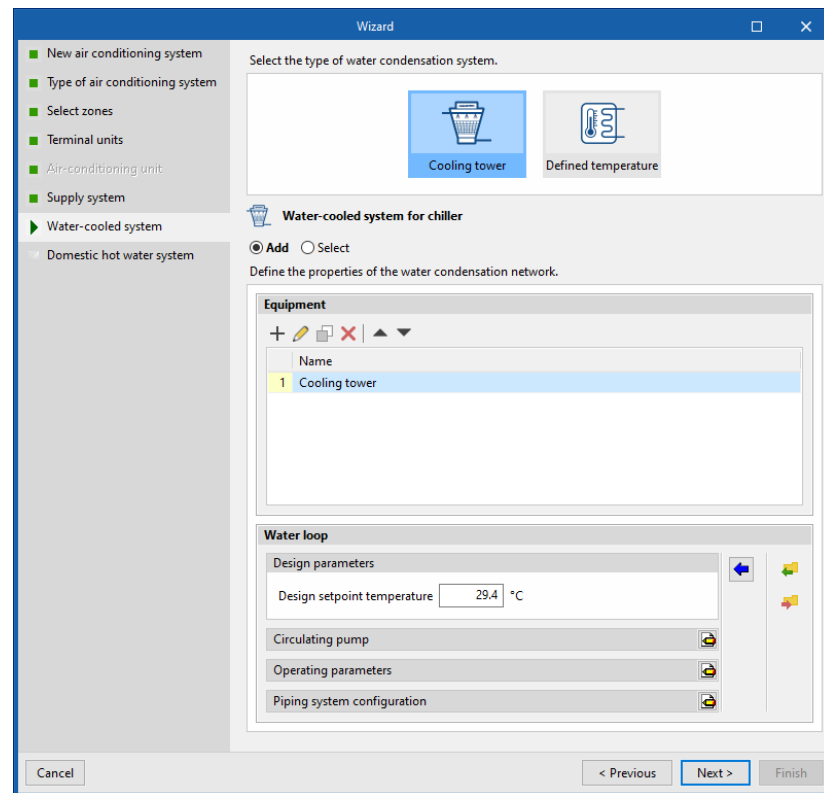 Wizard
New air conditioning system
Type of air conditioning system
Select zones
Terminal units
Air-conditioning unit
Supply system
Water-cooled system
Domestic hot water system
Select the type of water condensation system.
Cooling tower
Defined temperature
Water-cooled system for chiller
Add Select
Define the properties of the water condensation network.
Equipment
Name
1 Cooling tower
Water loop
Design parameters
Design setpoint temperature 29.4 °C
Circulating pump
Operating parameters
Piping system configuration
Cancel
< Previous
Next >
Finish